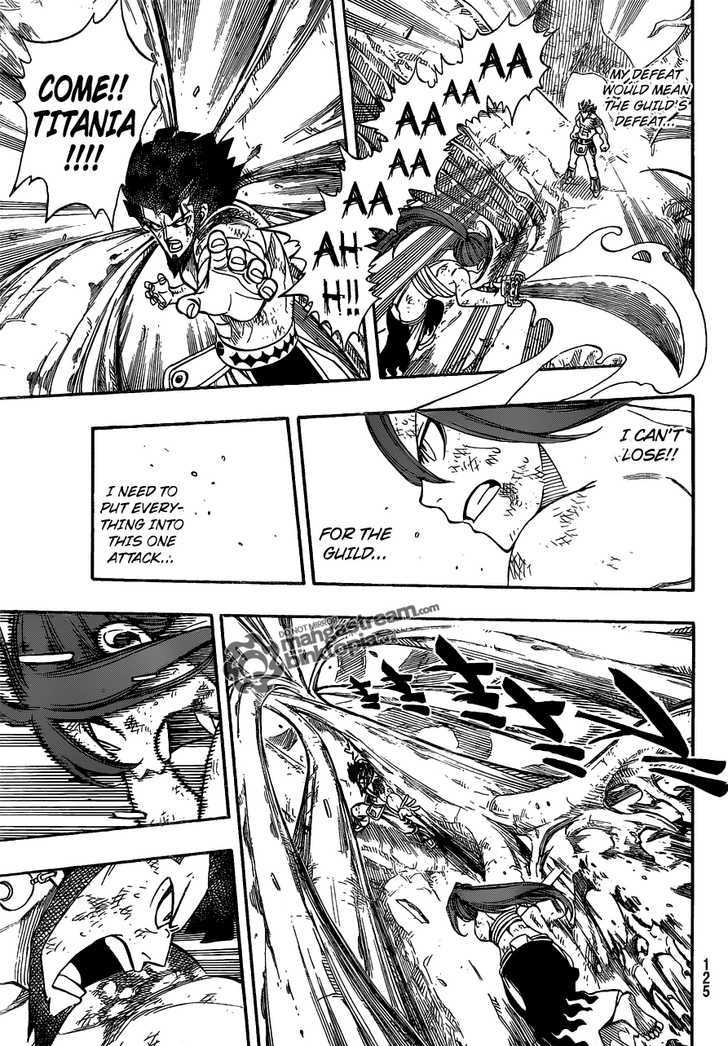 MY DEFEAT
WOULD MEAN
THE GUILD'S
DEFEAT...
AA
AA
AA
AA
AA
AH
H!!
COME!!
TITANIA
!!!!
I CAN'T
LOSE!!
FOR THE
GUILD...
I NEED TO
PUT EVERY-
THING INTO
THIS ONE
ATTACK...
DO NOT MIRROR
mangastream.com
binktopia
125